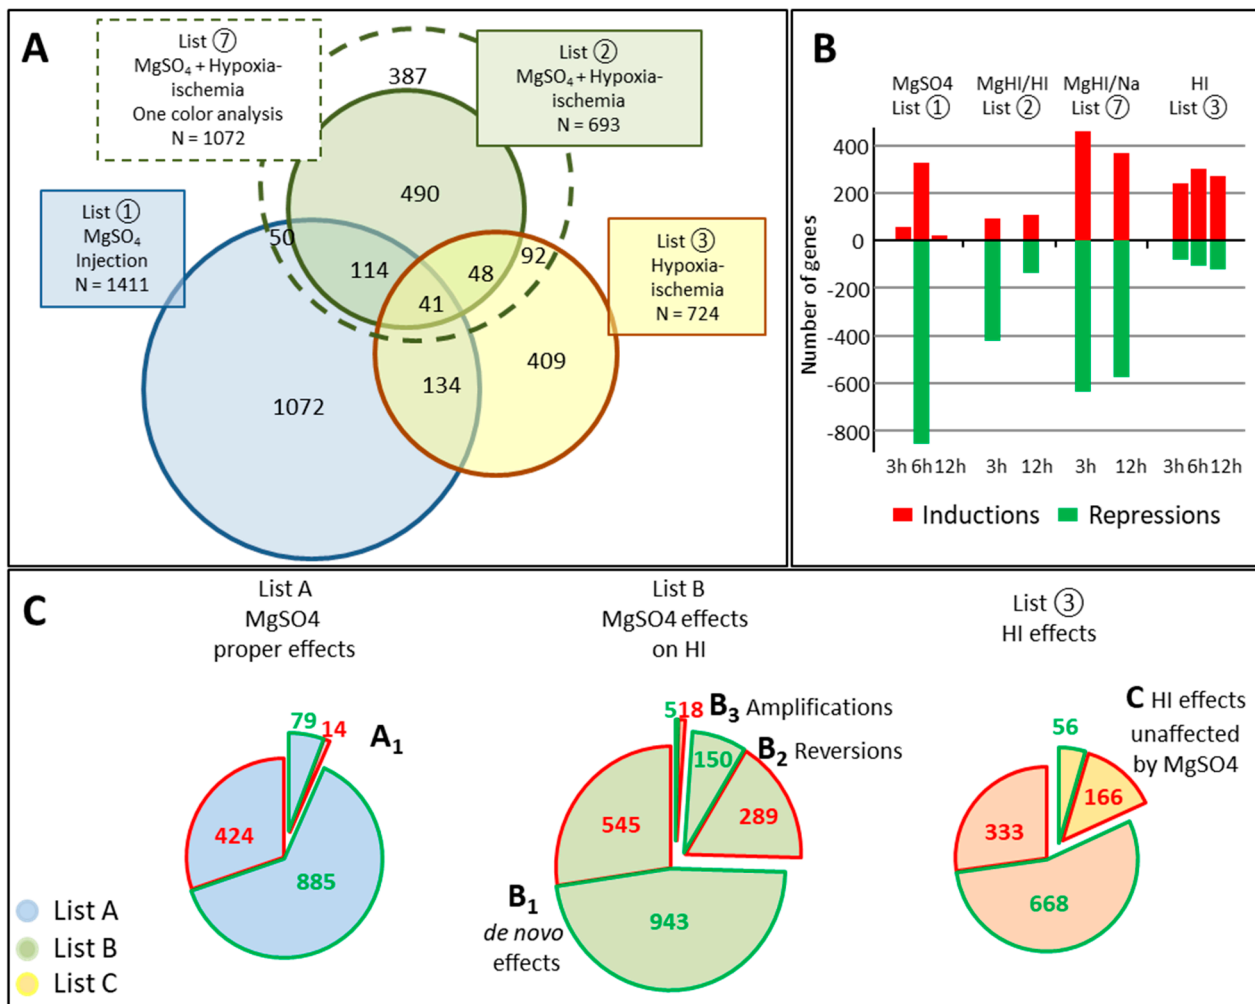 A
List ⑦
MgSO₄ + Hypoxia-
ischemia
One color analysis
N = 1072
387
List ②
MgSO₄ + Hypoxia-
ischemia
N = 693
490
List ①
MgSO₄
Injection
N = 1411
50
114
48
92
41
List ③
Hypoxia-
ischemia
N = 724
134
409
1072
B
MgSO4 MgHI/HI MgHI/Na HI
List ① List ② List ⑦ List ③
Number of genes
400
200
0
-200
-400
-600
-800
3h 6h 12h 3h 12h 3h 12h 3h 6h 12h
Inductions Repressions
C
List A
MgSO4
proper effects
79
14
A₁
424
885
List B
MgSO4 effects
on HI
5
18
B₃ Amplifications
150
B₂ Reversions
289
545
943
B₁
de novo
effects
List ③
HI effects
C HI effects
unaffected
by MgSO4
56
166
333
668
List A
List B
List C